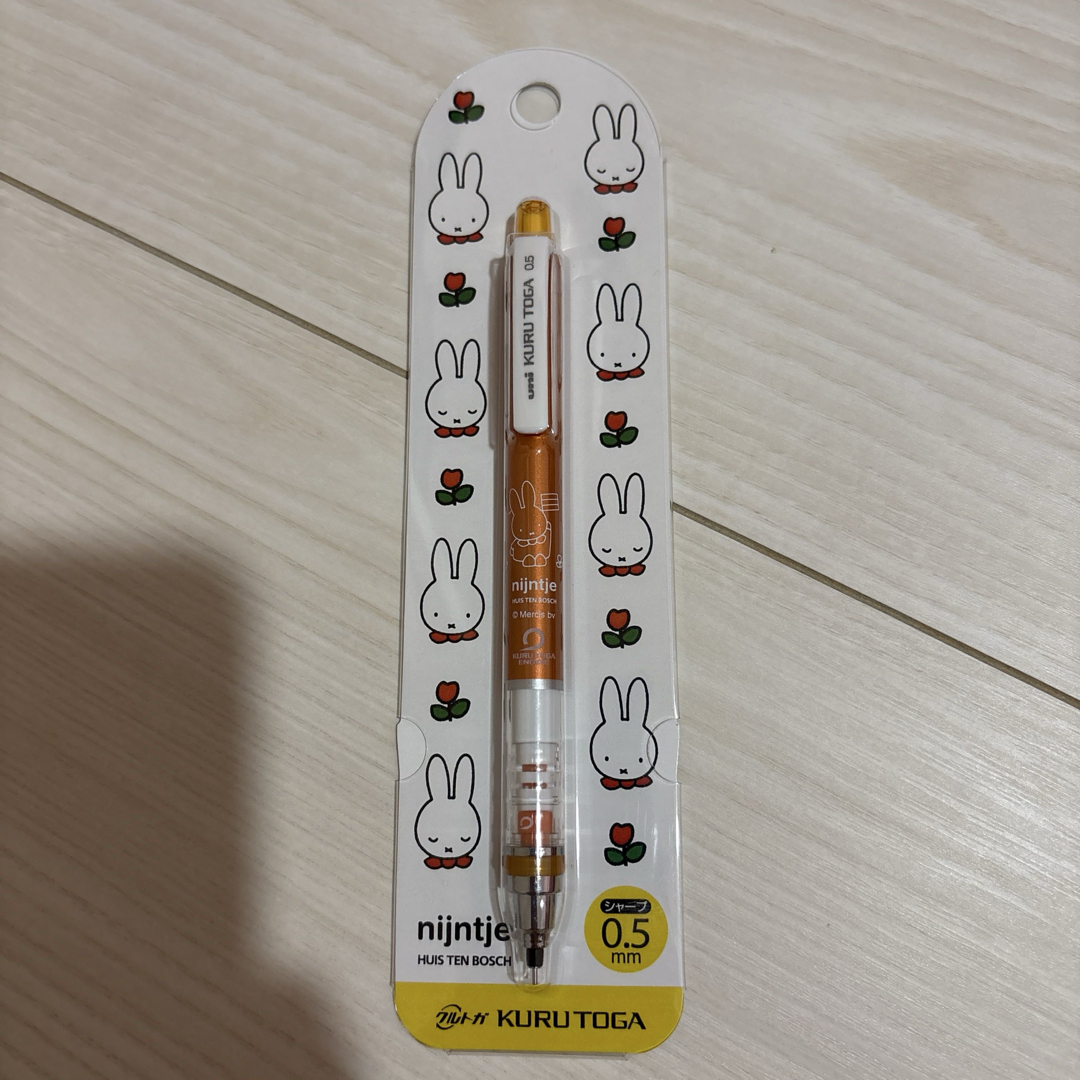 uni KURU TOGA 0.5
nijntje
HUIS TEN BOSCH
© Mercis bv
KURU TOGA
ENGINE
nijntje
HUIS TEN BOSCH
シャープ
0.5
mm
クルトガ KURU TOGA